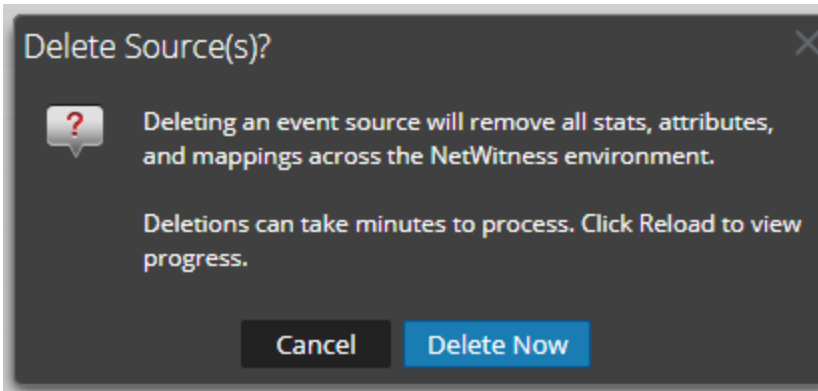 Delete Source(s)?
?
Deleting an event source will remove all stats, attributes,
and mappings across the NetWitness environment.
Deletions can take minutes to process. Click Reload to view
progress.
Cancel
Delete Now